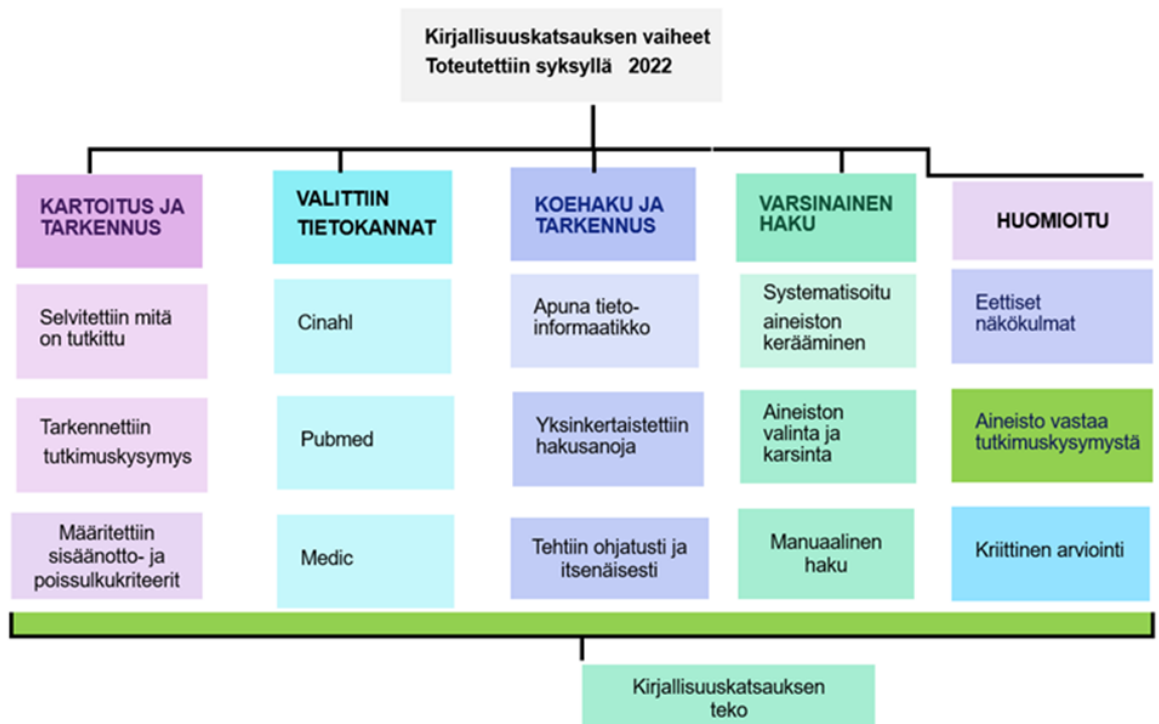 Kirjallisuuskatsauksen vaiheet
Toteutettiin syksyllä 2022
KARTOITUS JA
TARKENNUS
Selvitettiin mitä
on tutkittu
Tarkennettiin
tutkimuskysymys
Määritettiin
sisäänotto- ja
poissulkukriteerit
VALITTIIN
TIETOKANNAT
Cinahl
Pubmed
Medic
KOEHAKU JA
TARKENNUS
Apuna tieto-
informaatikko
Yksinkertaistettiin
hakusanoja
Tehtiin ohjatusti ja
itsenäisesti
VARSINAINEN
HAKU
Systematisoitu
aineiston
kerääminen
Aineiston
valinta ja
karsinta
Manuaalinen
haku
HUOMIOITU
Eettiset
näkökulmat
Aineisto vastaa
tutkimuskysymystä
Kriittinen arviointi
Kirjallisuuskatsauksen
teko